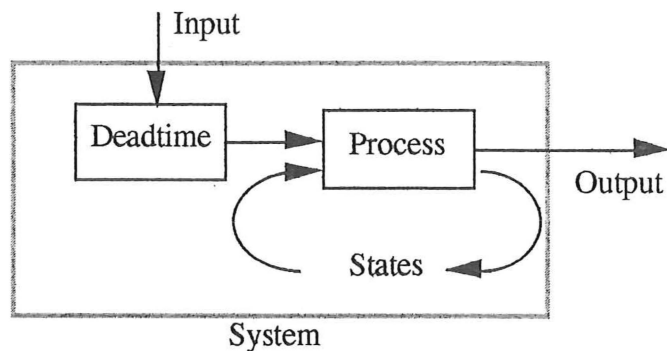 Input
Deadtime
Process
Output
States
System